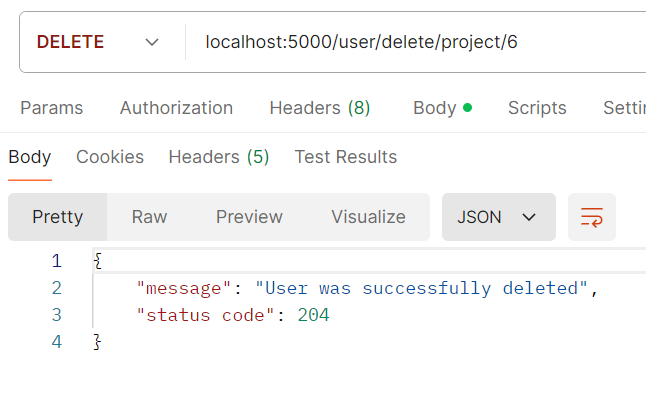 DELETE localhost:5000/user/delete/project/6
Params Authorization Headers (8) Body Scripts Setti
Body Cookies Headers (5) Test Results
Pretty Raw Preview Visualize JSON
1 {
2 "message": "User was successfully deleted",
3 "status code": 204
4 }